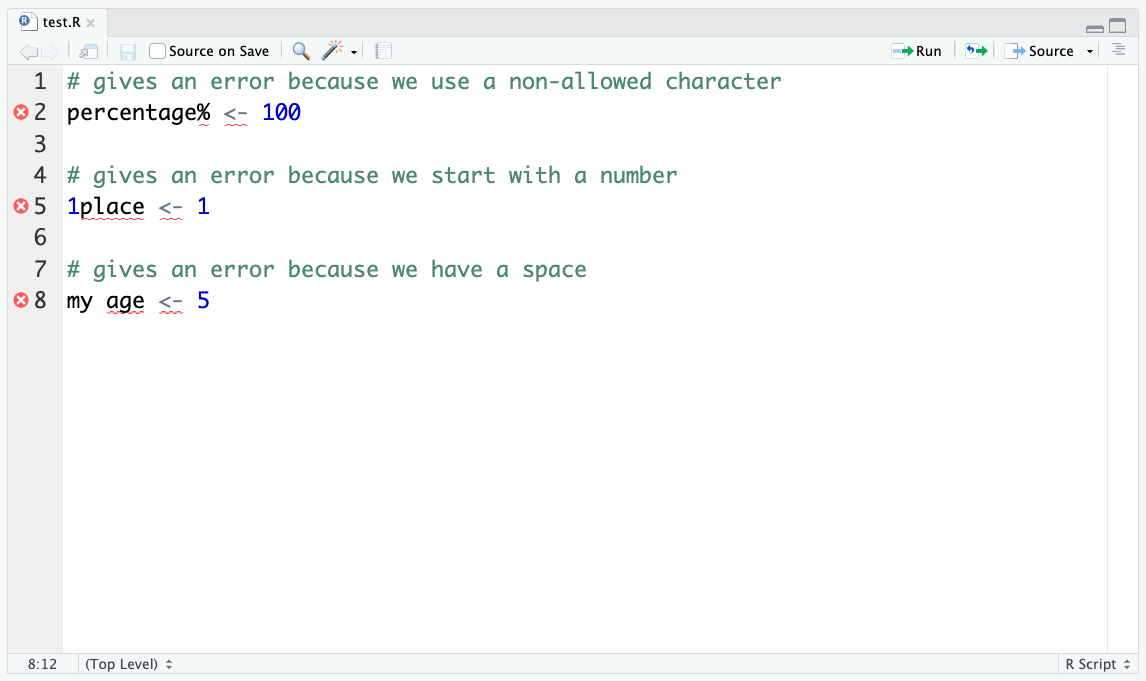 test.R
Source on Save Run Source
1 # gives an error because we use a non-allowed character
2 percentage% <- 100
3
4 # gives an error because we start with a number
5 1place <- 1
6
7 # gives an error because we have a space
8 my age <- 5
8:12 (Top Level) R Script